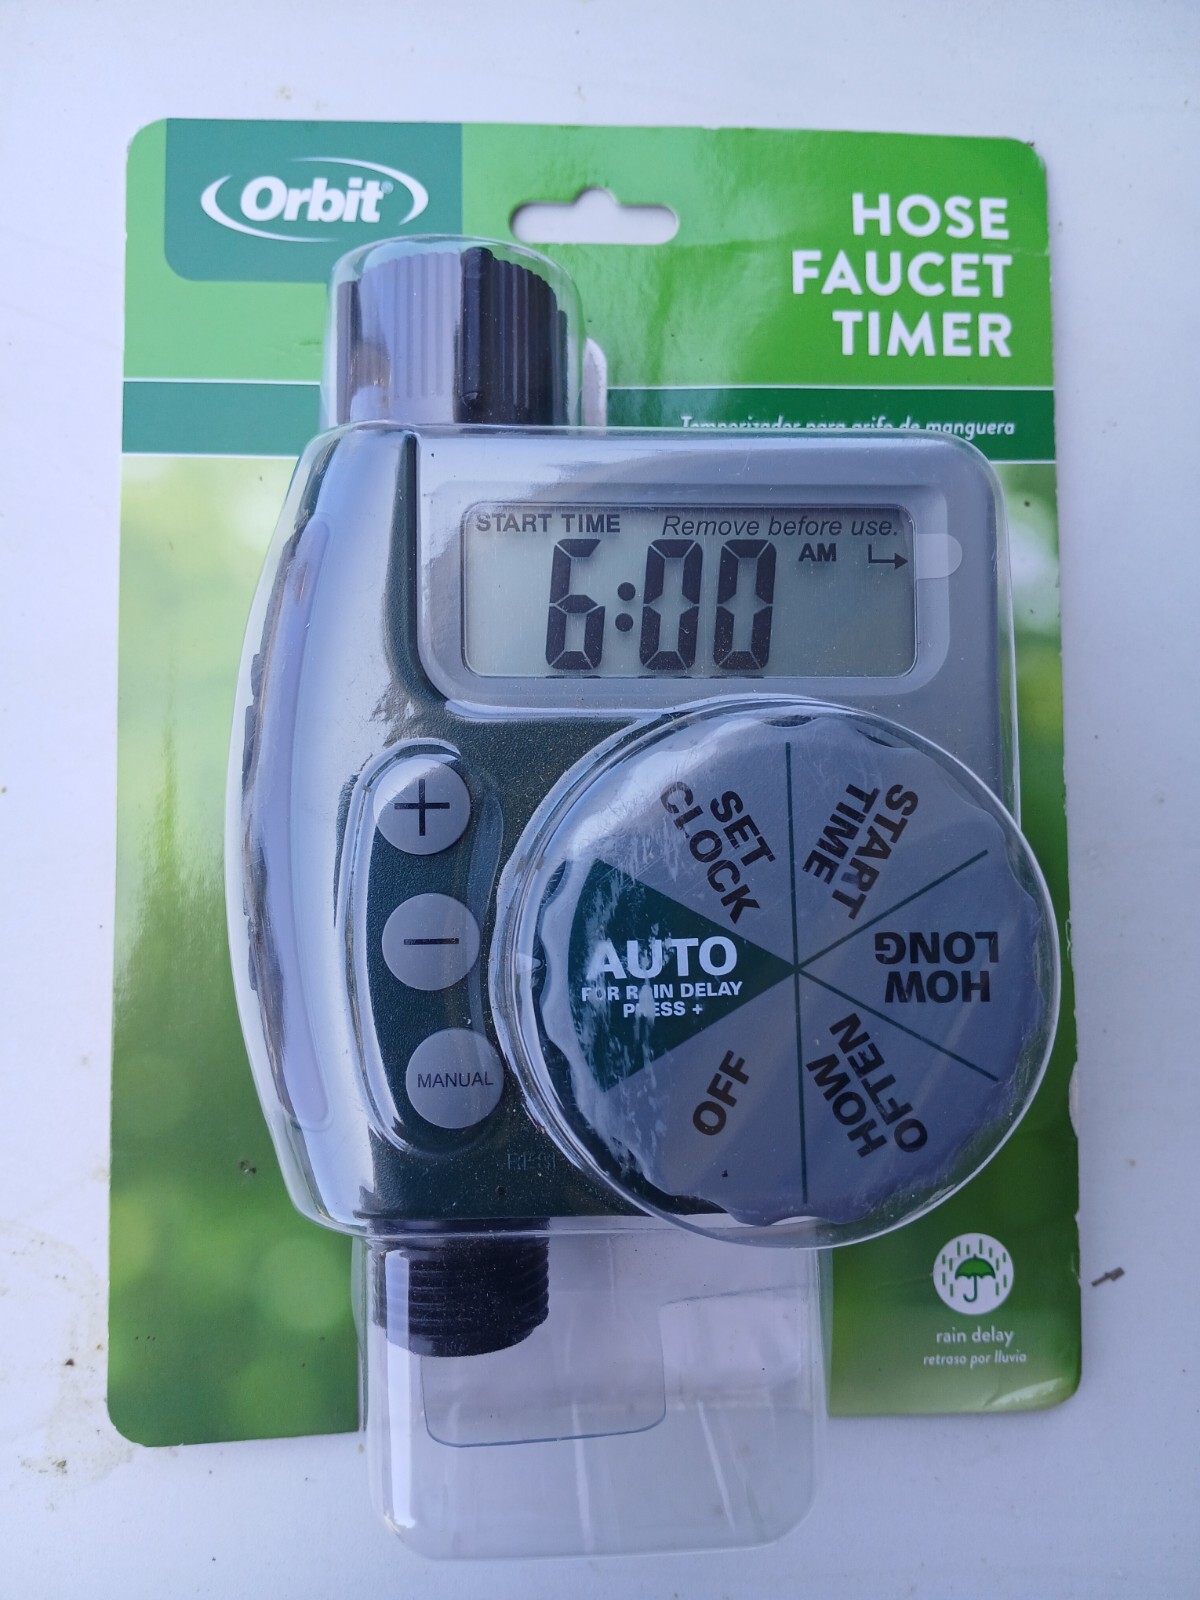 Orbit®
HOSE
FAUCET
TIMER
Temporizador para grifo de manguera
START TIME
Remove before use.
6:00 AM
+
−
MANUAL
SET
CLOCK
START
TIME
HOW
LONG
HOW
OFTEN
OFF
AUTO
FOR RAIN DELAY
PRESS +
rain delay
retraso por lluvia